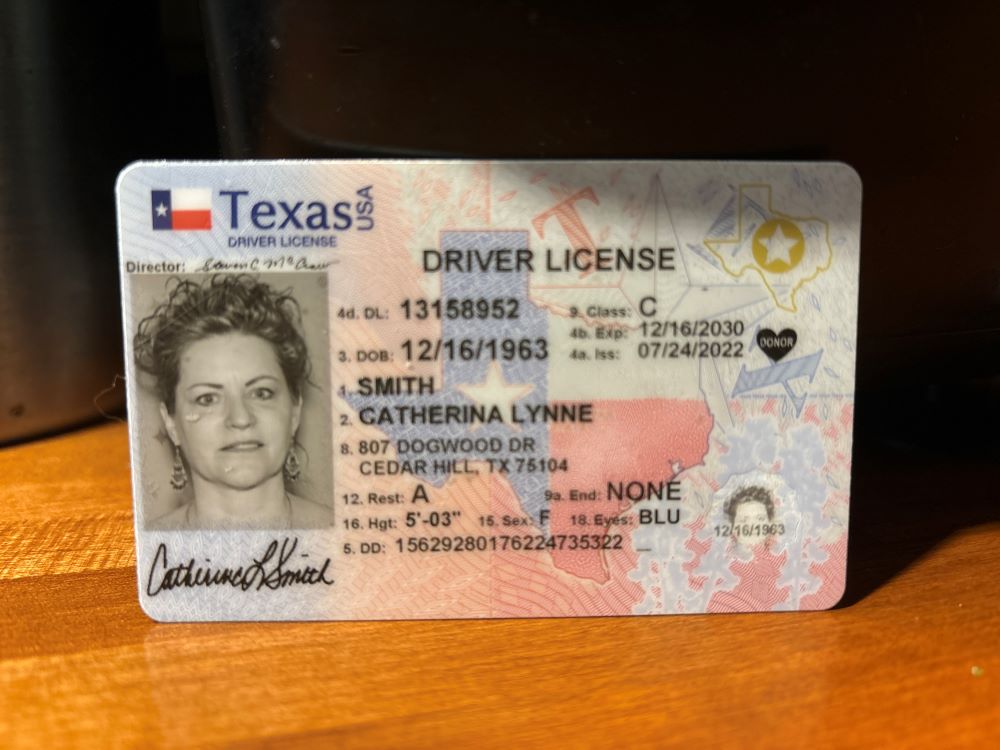 Texas USA
DRIVER LICENSE
Director:
DRIVER LICENSE
4d. DL: 13158952
9. Class: C
3. DOB: 12/16/1963
4b. Exp: 12/16/2030
4a. Iss: 07/24/2022
DONOR
1. SMITH
2. CATHERINA LYNNE
8. 807 DOGWOOD DR
CEDAR HILL, TX 75104
12. Rest: A
9a. End: NONE
16. Hgt: 5'-03" 15. Sex: F 18. Eyes: BLU
5. DD: 15629280176224735322
12/16/1963
Smith